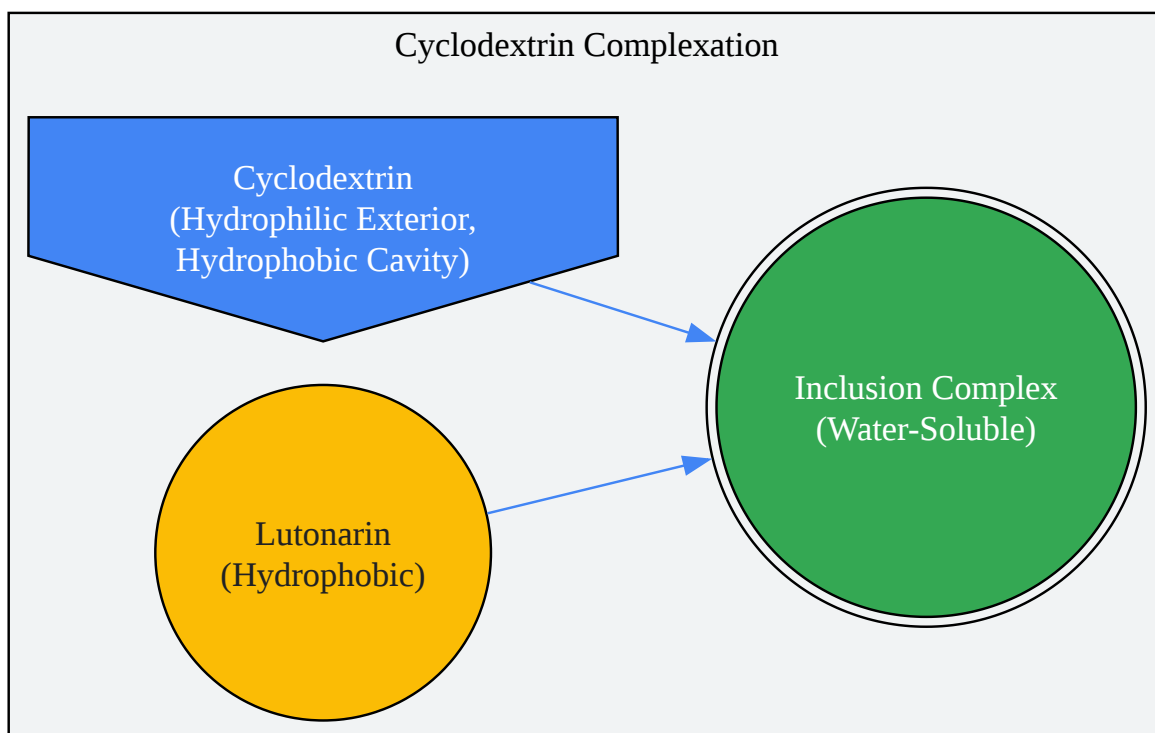 Cyclodextrin Complexation
Cyclodextrin
(Hydrophilic Exterior,
Hydrophobic Cavity)
Inclusion Complex
(Water-Soluble)
Lutonarin
(Hydrophobic)